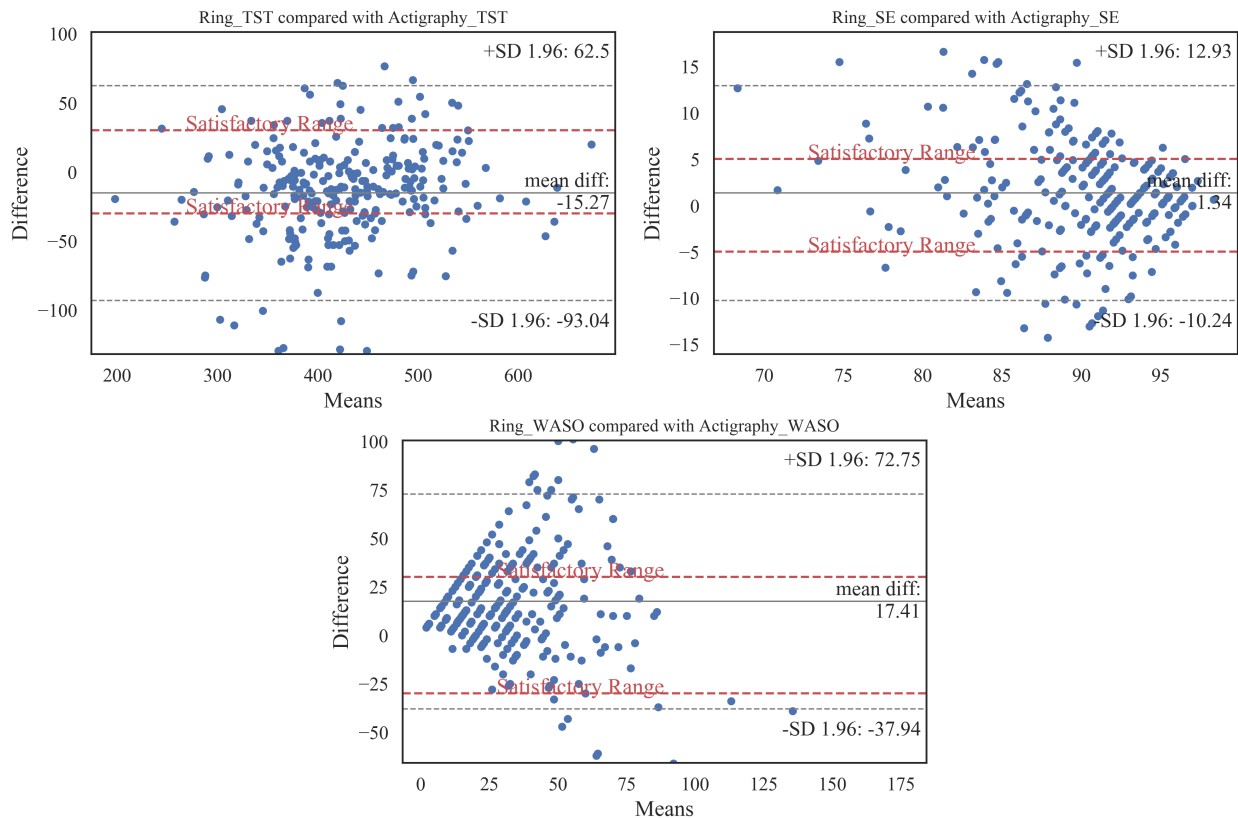 Ring_TST compared with Actigraphy_TST
100
50
0
−50
−100
Difference
+SD 1.96: 62.5
Satisfactory Range
mean diff:
-15.27
Satisfactory Range
-SD 1.96: -93.04
200 300 400 500 600
Means
Ring_SE compared with Actigraphy_SE
15
10
5
0
−5
−10
−15
Difference
+SD 1.96: 12.93
Satisfactory Range
mean diff:
1.34
Satisfactory Range
-SD 1.96: -10.24
70 75 80 85 90 95
Means
Ring_WASO compared with Actigraphy_WASO
100
75
50
25
0
−25
−50
Difference
+SD 1.96: 72.75
Satisfactory Range
mean diff:
17.41
Satisfactory Range
-SD 1.96: -37.94
0 25 50 75 100 125 150 175
Means